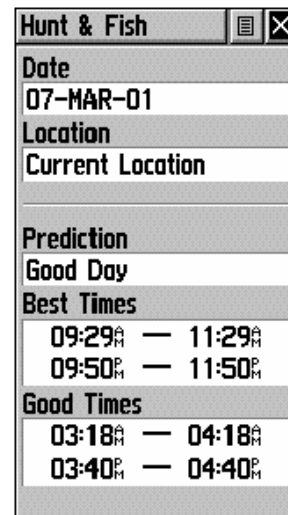 Hunt & Fish
Date
07-MAR-01
Location
Current Location
Prediction
Good Day
Best Times
09:29AM — 11:29AM
09:50PM — 11:50PM
Good Times
03:18AM — 04:18AM
03:40PM — 04:40PM